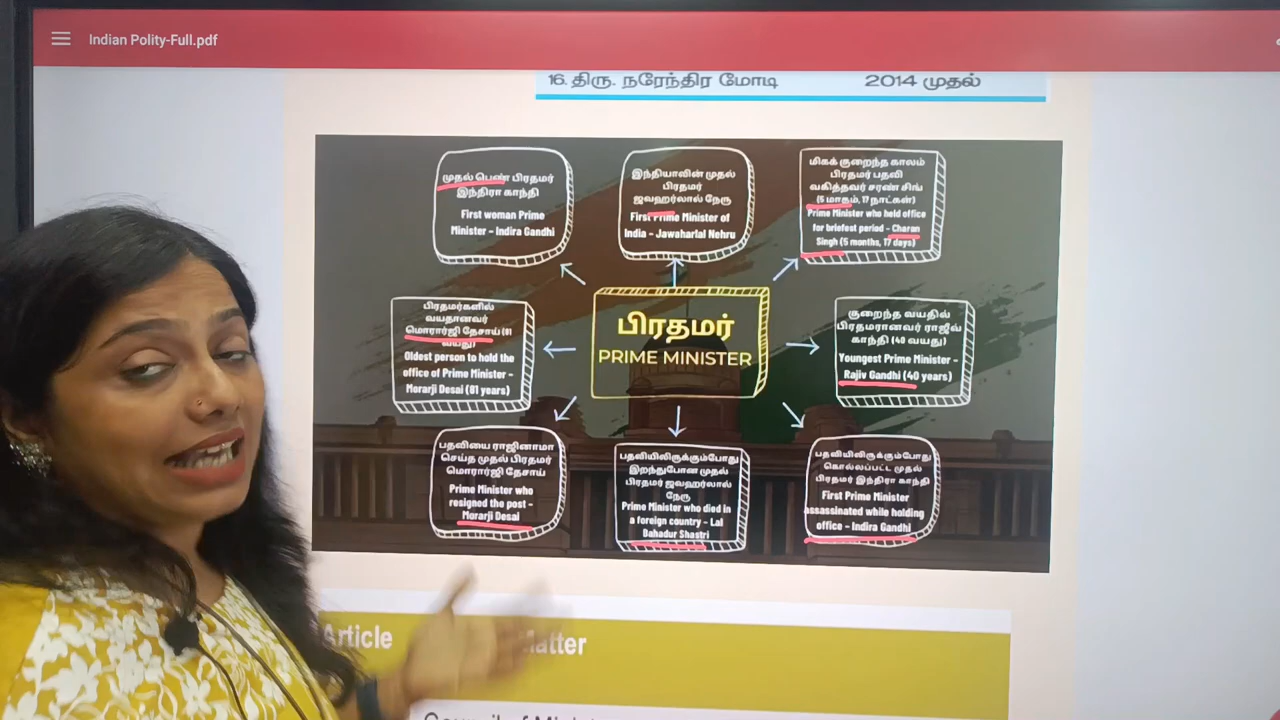 Indian Polity-Full.pdf
16. திரு. நரேந்திர மோடி 2014 முதல்
முதல் பெண் பிரதமர்
இந்திரா காந்தி
First woman Prime
Minister – Indira Gandhi
இந்தியாவின் முதல்
பிரதமர்
ஜவஹர்லால் நேரு
First Prime Minister of
India – Jawaharlal Nehru
மிகக் குறைந்த காலம்
பிரதமர் பதவி
வகித்தவர் சரண் சிங்
(5 மாதம், 17 நாட்கள்)
Prime Minister who held office
for briefest period – Charan
Singh (5 months, 17 days)
பிரதமர்களில்
வயதானவர்
மொரார்ஜி தேசாய் (81
வயது)
Oldest person to hold the
office of Prime Minister –
Morarji Desai (81 years)
பிரதமர்
PRIME MINISTER
குறைந்த வயதில்
பிரதமரானவர் ராஜீவ்
காந்தி (40 வயது)
Youngest Prime Minister –
Rajiv Gandhi (40 years)
பதவியை ராஜினாமா
செய்த முதல் பிரதமர்
மொரார்ஜி தேசாய்
Prime Minister who
resigned the post –
Morarji Desai
பதவியிலிருக்கும்போது
இறந்துபோன முதல்
பிரதமர் ஜவஹர்லால்
நேரு
Prime Minister who died in
a foreign country – Lal
Bahadur Shastri
பதவியிலிருக்கும்போது
கொல்லப்பட்ட முதல்
பிரதமர் இந்திரா காந்தி
First Prime Minister
assassinated while holding
office – Indira Gandhi
Article